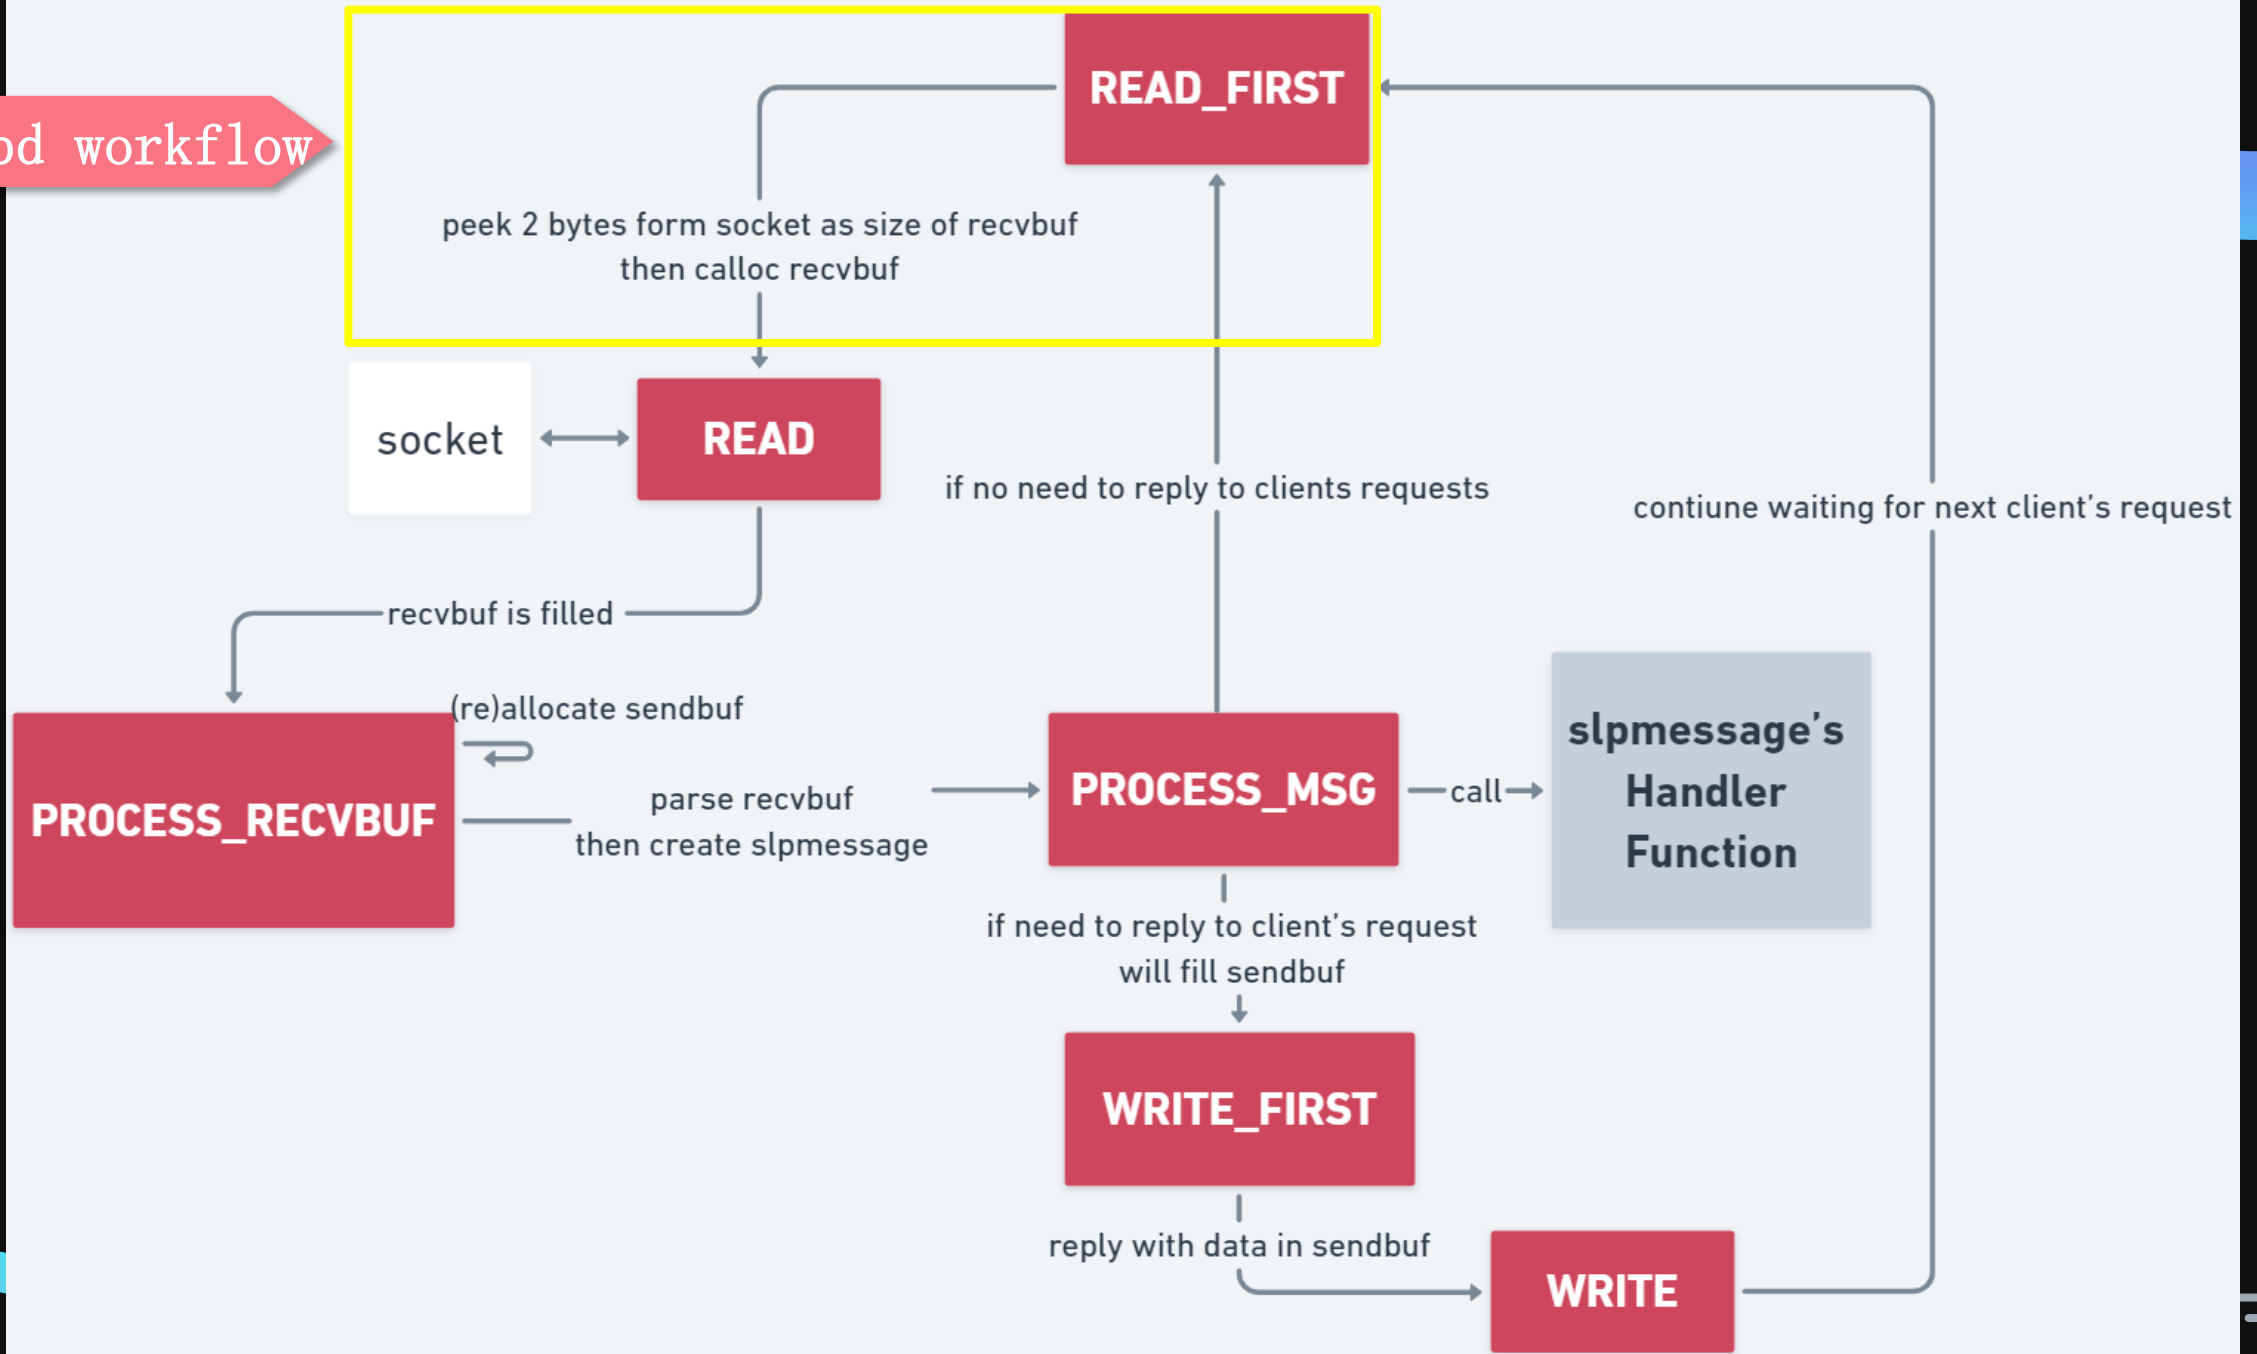 READ_FIRST
workflow
peek 2 bytes form socket as size of recvbuf
then calloc recvbuf
socket
READ
if no need to reply to clients requests
contiune waiting for next client's request
recvbuf is filled
(re)allocate sendbuf
PROCESS_RECVBUF
parse recvbuf
then create slpmessage
PROCESS_MSG
call
slpmessage's
Handler
Function
if need to reply to client's request
will fill sendbuf
WRITE_FIRST
reply with data in sendbuf
WRITE